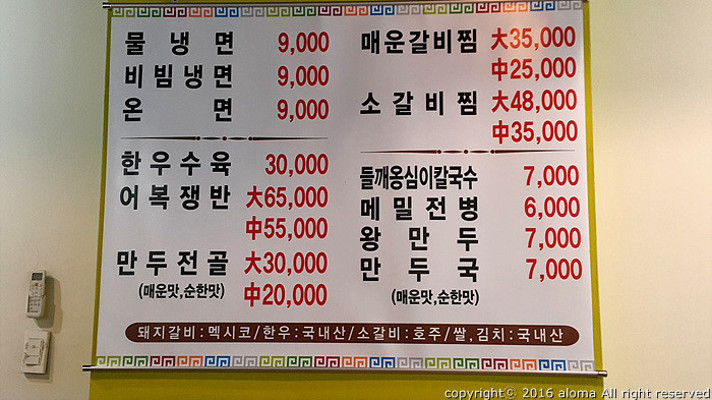 물냉면 9,000
비빔냉면 9,000
온면 9,000
한우수육 30,000
어복쟁반 大65,000
中55,000
만두전골 大30,000
(매운맛,순한맛) 中20,000
매운갈비찜 大35,000
中25,000
소갈비찜 大48,000
中35,000
들깨옹심이칼국수 7,000
메밀전병 6,000
왕만두 7,000
만두국 7,000
(매운맛,순한맛)
돼지갈비:멕시코/한우:국내산/소갈비:호주/쌀,김치:국내산
copyright© 2016 aloma All right reserved